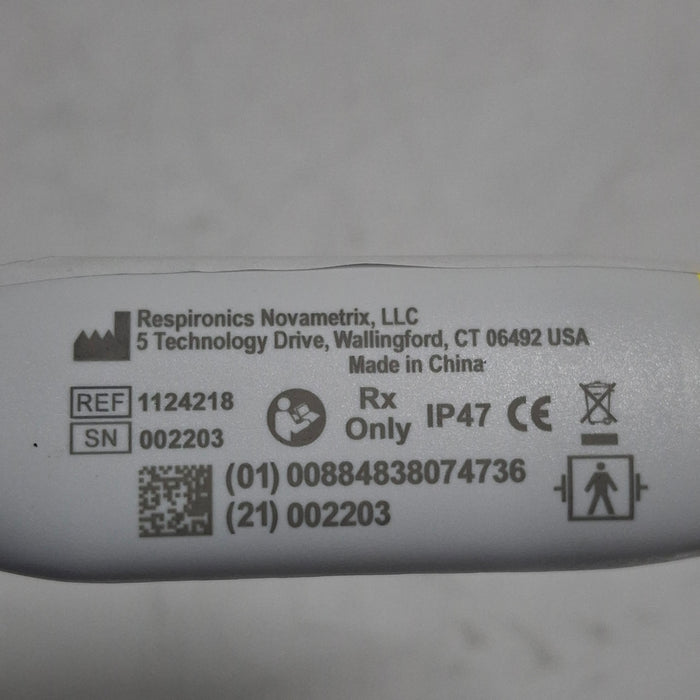 Respironics Novametrix, LLC
5 Technology Drive, Wallingford, CT 06492 USA
Made in China
REF 1124218
SN 002203
Rx
Only
IP47 CE
(01) 00884838074736
(21) 002203